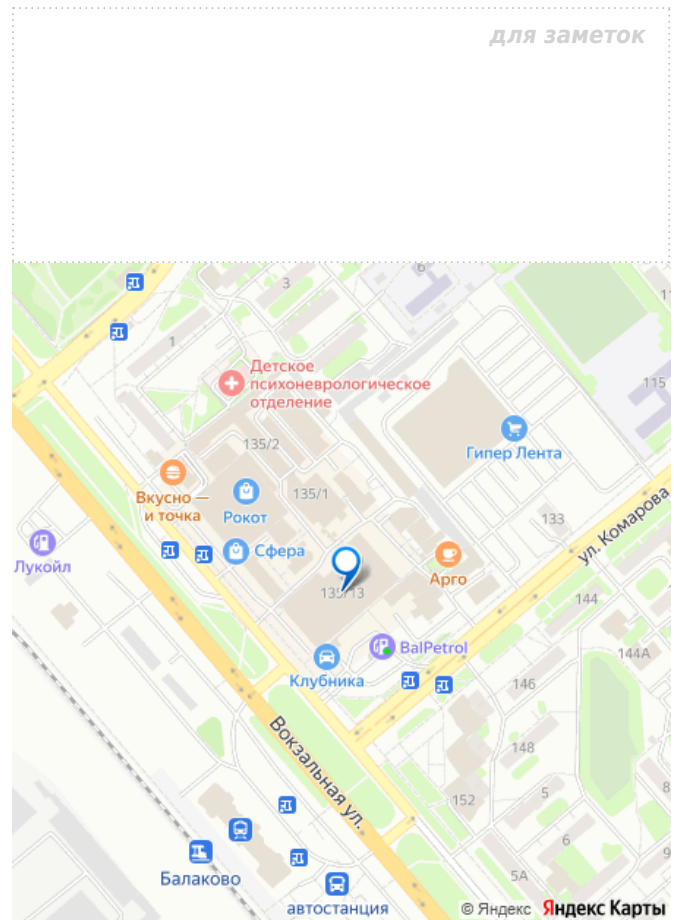 для заметок
6
3
11
1
115
Детское
психоневрологическое
отделение
135/2
Гипер Лента
Вкусно —
и точка
135/1
Рокот
133
ул. Комарова
Сфера
Лукойл
Арго
135/13
144
BalPetrol
144А
Клубника
146
Вокзальная ул.
148
152
5
8
6
9
Балаково
5А
автостанция
© Яндекс Яндекс Карты